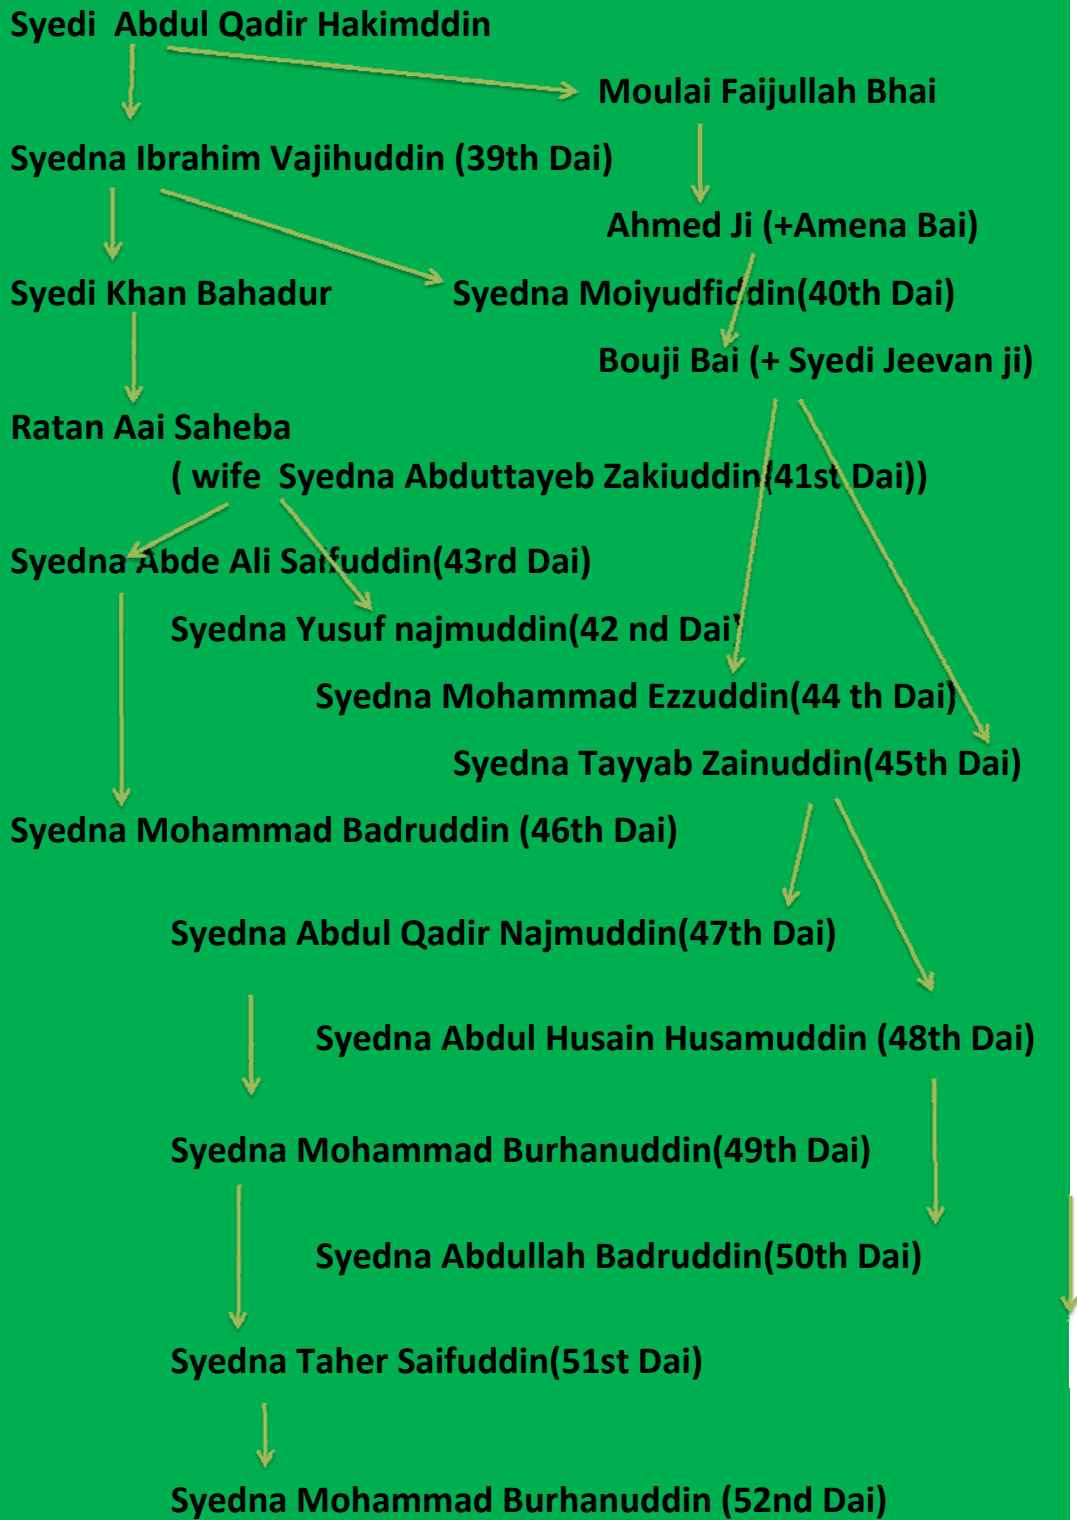 Syedi  Abdul Qadir Hakimddin
Moulai Faijullah Bhai
Syedna Ibrahim Vajihuddin (39th Dai)
Ahmed Ji (+Amena Bai)
Syedi Khan Bahadur
Syedna Moiyudfiddin(40th Dai)
Bouji Bai (+ Syedi Jeevan ji)
Ratan Aai Saheba
( wife  Syedna Abduttayeb Zakiuddin(41st Dai))
Syedna Abde Ali Saifuddin(43rd Dai)
Syedna Yusuf najmuddin(42 nd Dai)
Syedna Mohammad Ezzuddin(44 th Dai)
Syedna Tayyab Zainuddin(45th Dai)
Syedna Mohammad Badruddin (46th Dai)
Syedna Abdul Qadir Najmuddin(47th Dai)
Syedna Abdul Husain Husamuddin (48th Dai)
Syedna Mohammad Burhanuddin(49th Dai)
Syedna Abdullah Badruddin(50th Dai)
Syedna Taher Saifuddin(51st Dai)
Syedna Mohammad Burhanuddin (52nd Dai)